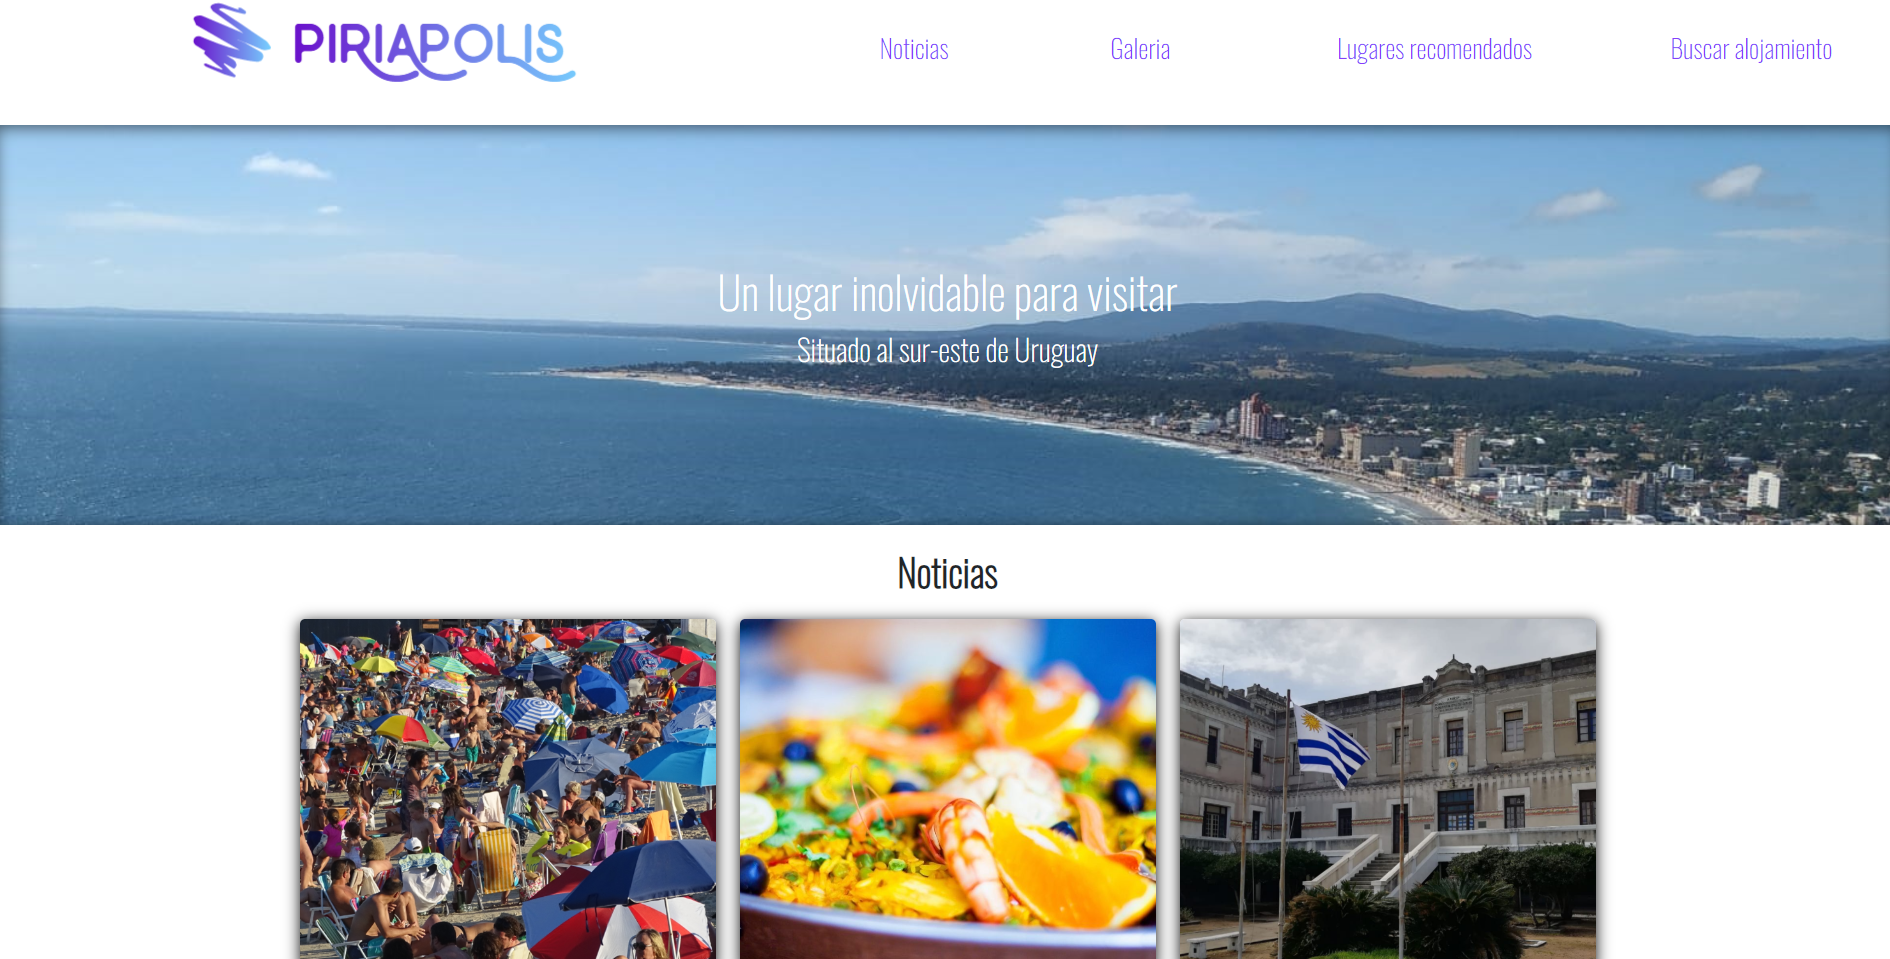 PIRIAPOLIS
Noticias
Galeria
Lugares recomendados
Buscar alojamiento
Un lugar inolvidable para visitar
Situado al sur-este de Uruguay
Noticias